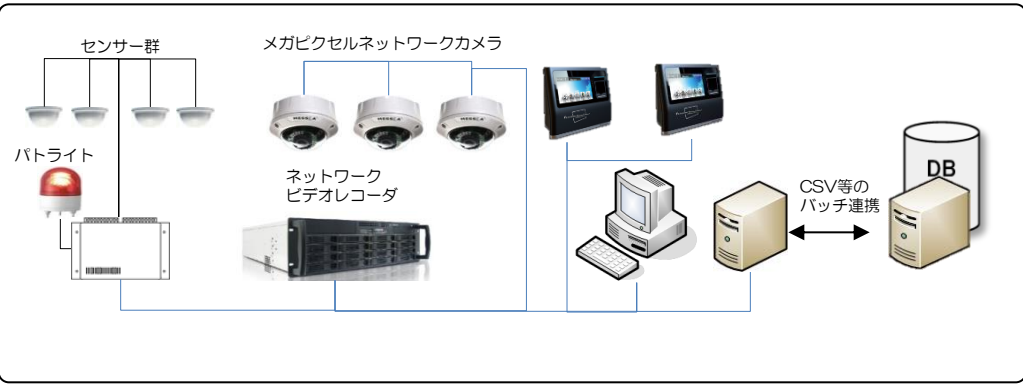 センサー群
メガピクセルネットワークカメラ
パトライト
ネットワーク
ビデオレコーダ
CSV等の
バッチ連携
DB